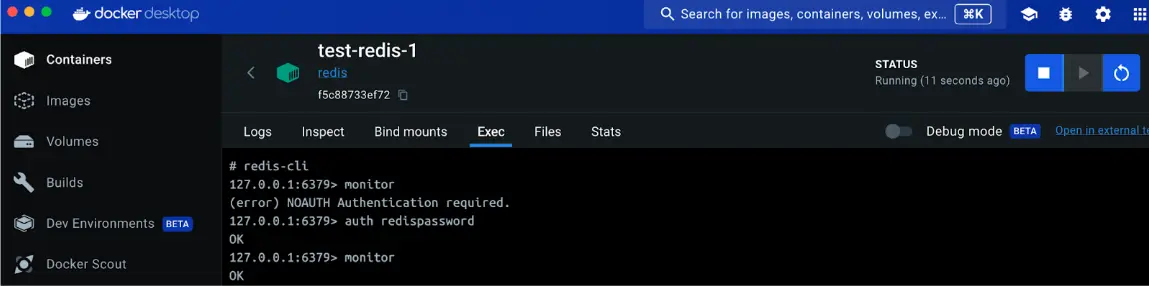 docker desktop
Search for images, containers, volumes, ex... ⌘K
Containers
Images
Volumes
Builds
Dev Environments BETA
Docker Scout
test-redis-1
redis
f5c88733ef72
STATUS
Running (11 seconds ago)
Logs Inspect Bind mounts Exec Files Stats
Debug mode BETA Open in external te
# redis-cli
127.0.0.1:6379> monitor
(error) NOAUTH Authentication required.
127.0.0.1:6379> auth redispassword
OK
127.0.0.1:6379> monitor
OK